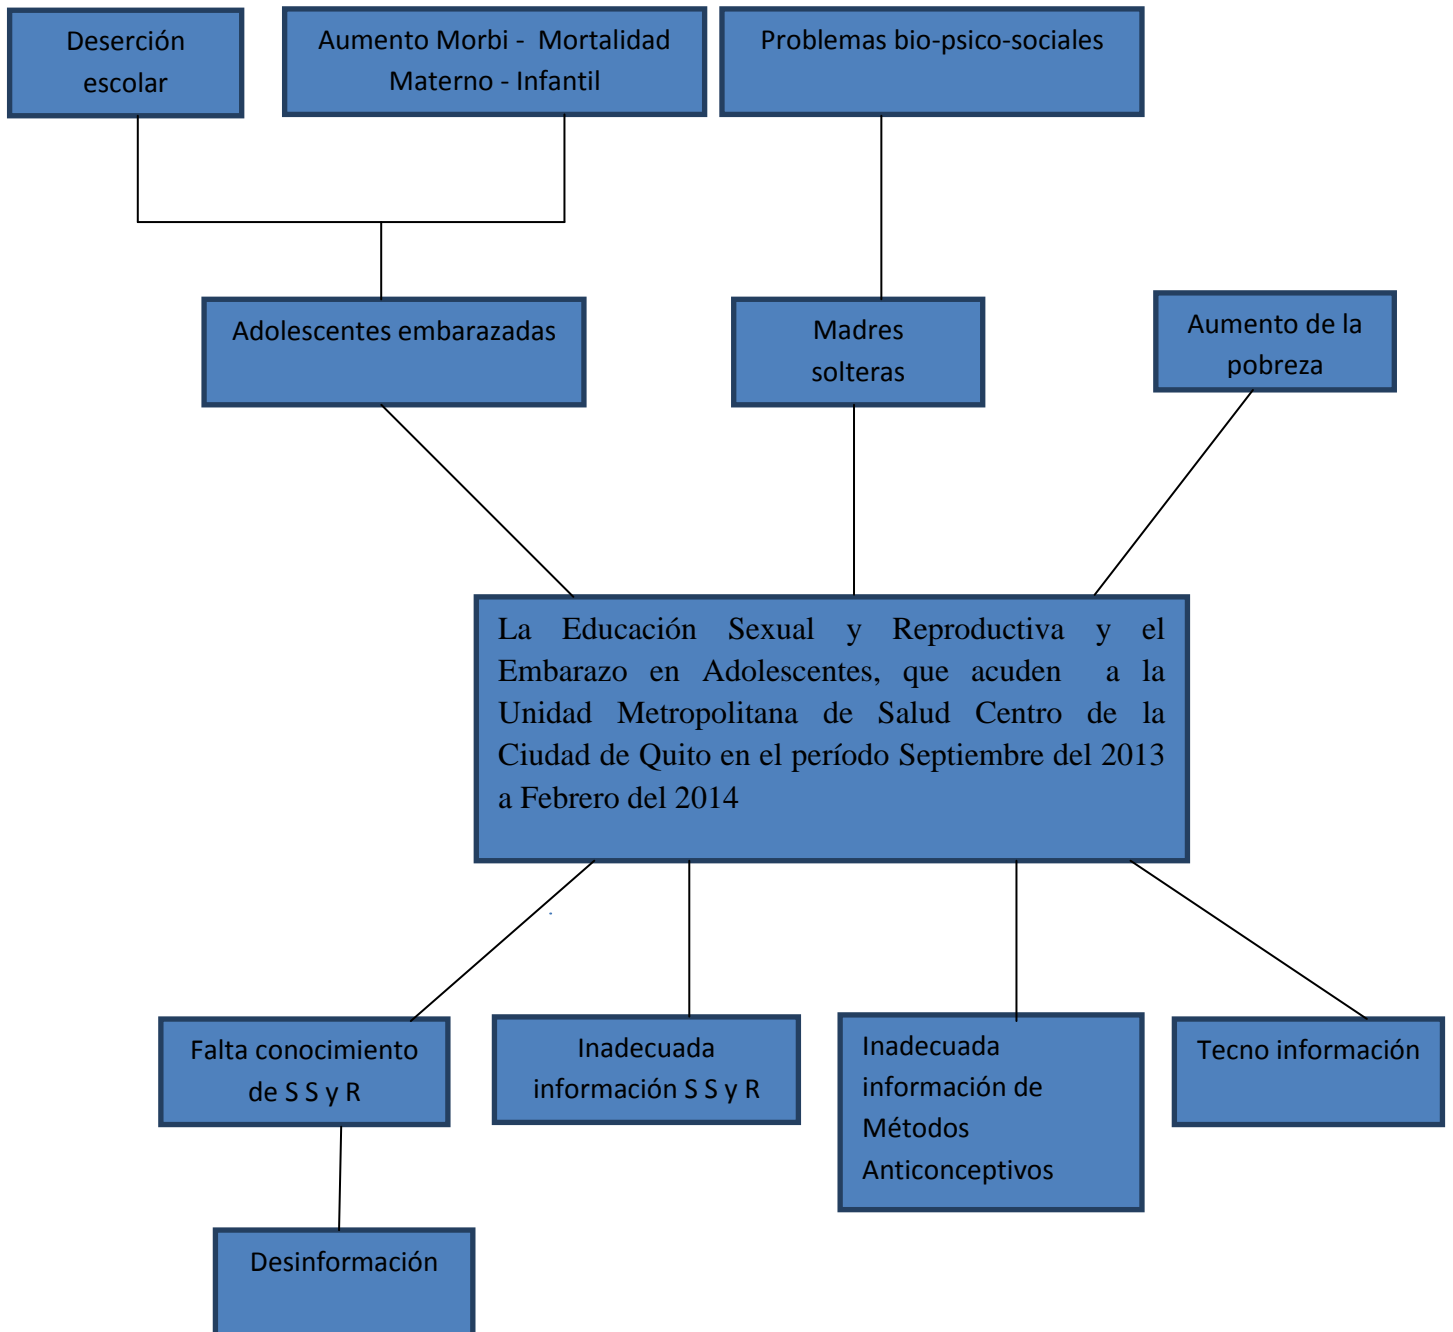 Deserción
escolar
Aumento Morbi - Mortalidad
Materno - Infantil
Problemas bio-psico-sociales
Adolescentes embarazadas
Madres
solteras
Aumento de la
pobreza
La Educación Sexual y Reproductiva y el
Embarazo en Adolescentes, que acuden a la
Unidad Metropolitana de Salud Centro de la
Ciudad de Quito en el período Septiembre del 2013
a Febrero del 2014
Falta conocimiento
de S S y R
Inadecuada
información S S y R
Inadecuada
información de
Métodos
Anticonceptivos
Tecno información
Desinformación